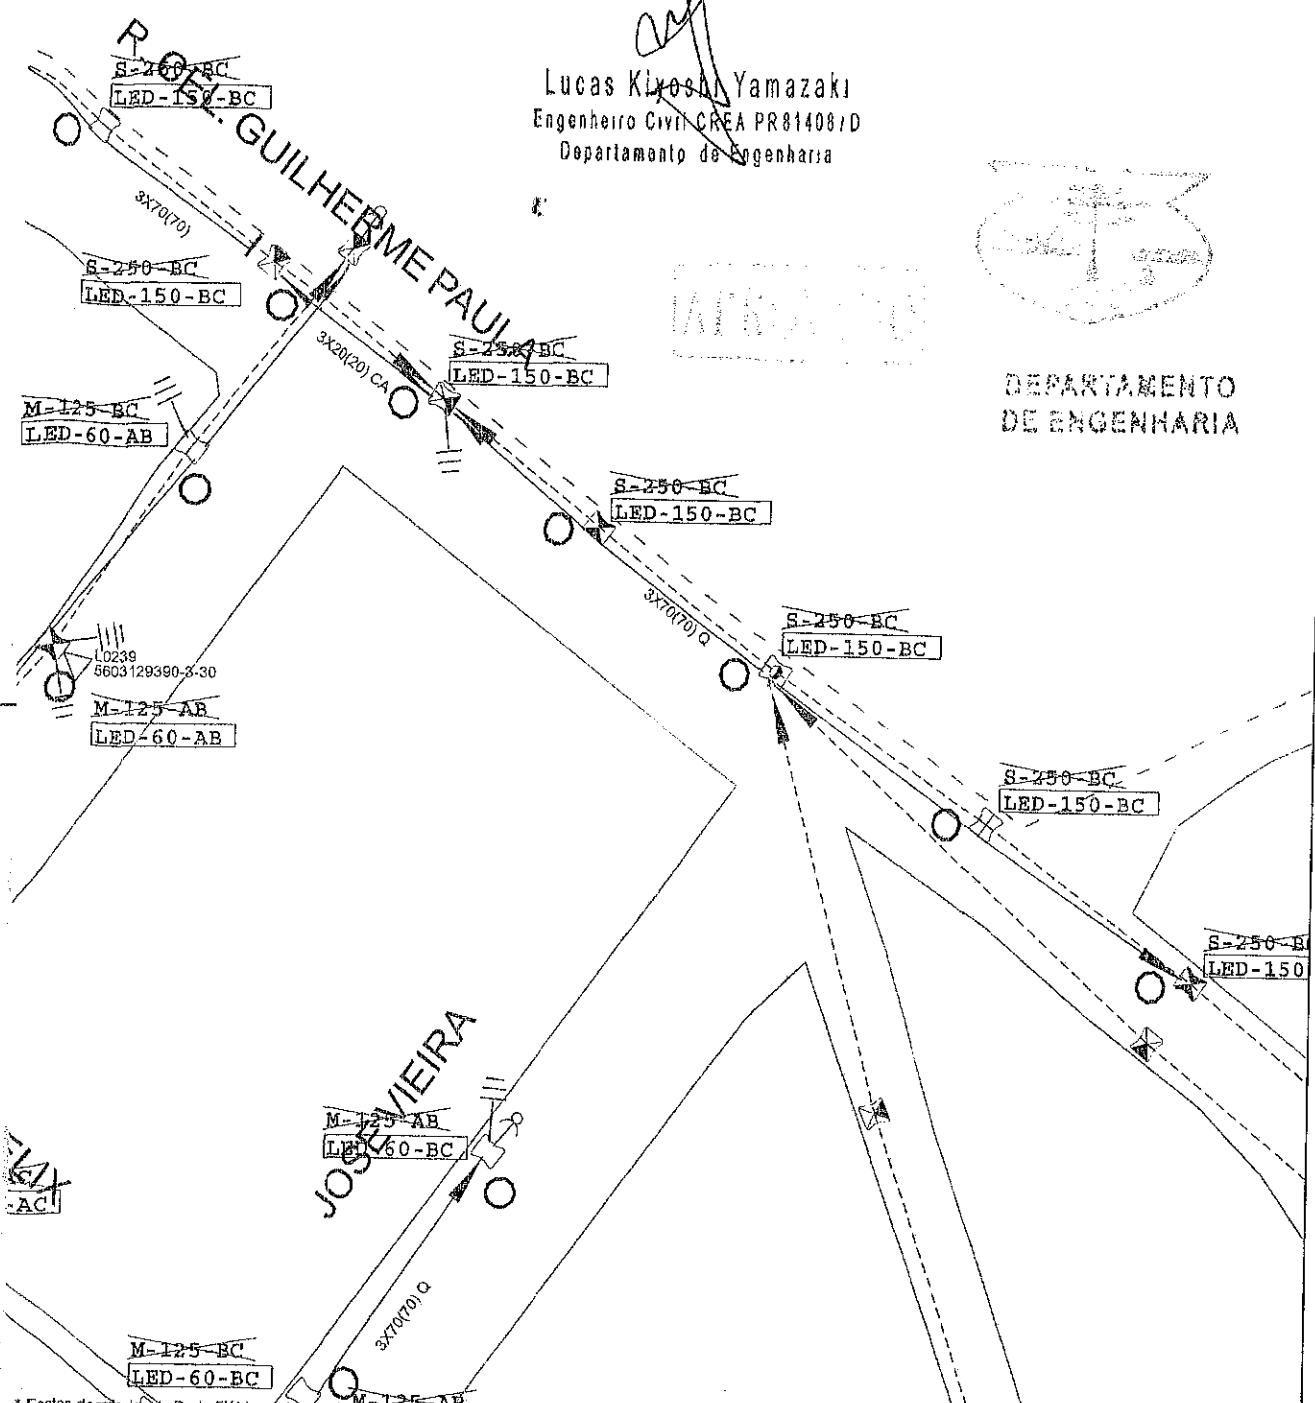 R. CEL. GUILHERME PAULA
S-250-BC
LED-150-BC
Lucas Kiyoshi Yamazaki
Engenheiro Civil CREA PR81408/D
Departamento de Engenharia
3X70(70)
S-250-BC
LED-150-BC
3X20(20) CA
S-250-BC
LED-150-BC
DEPARTAMENTO
DE ENGENHARIA
M-125-BC
LED-60-AB
S-250-BC
LED-150-BC
3X70(70) Q
S-250-BC
LED-150-BC
L0239
5603129390-3-30
M-125-AB
LED-60-AB
S-250-BC
LED-150-BC
S-250-B
LED-150
JOSE VIEIRA
M-125-AB
LED-60-BC
-AC
3X70(70) Q
M-125-BC
LED-60-BC
M-125-AB